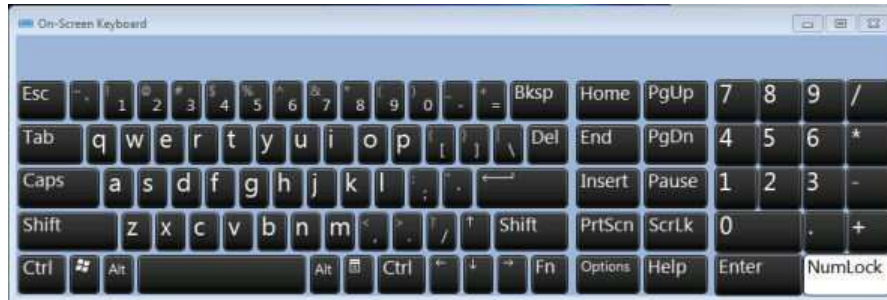 On-Screen Keyboard
Esc ~ ` ! 1 @ 2 # 3 $ 4 % 5 ^ 6 & 7 * 8 ( 9 ) 0 _ - + = Bksp Home PgUp 7 8 9 /
Tab q w e r t y u i o p { [ } ] | \ Del End PgDn 4 5 6 *
Caps a s d f g h j k l : ; " ' Insert Pause 1 2 3 -
Shift z x c v b n m < , > . ? / ↑ Shift PrtScn ScrLk 0 . +
Ctrl Alt Alt Ctrl ← ↓ → Fn Options Help Enter NumLock